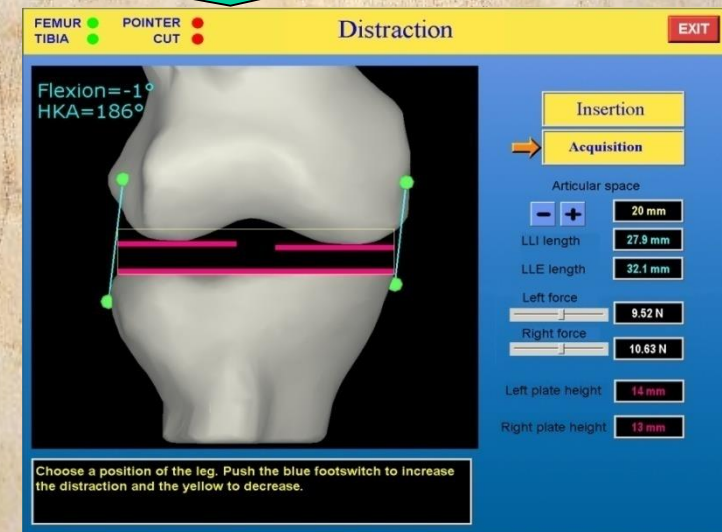 FEMUR
TIBIA
POINTER
CUT
Distraction
EXIT
Flexion=-1°
HKA=186°
Insertion
Acquisition
Articular space
- +
20 mm
LLI length
27.9 mm
LLE length
32.1 mm
Left force
9.52 N
Right force
10.63 N
Left plate height
14 mm
Right plate height
13 mm
Choose a position of the leg. Push the blue footswitch to increase
the distraction and the yellow to decrease.